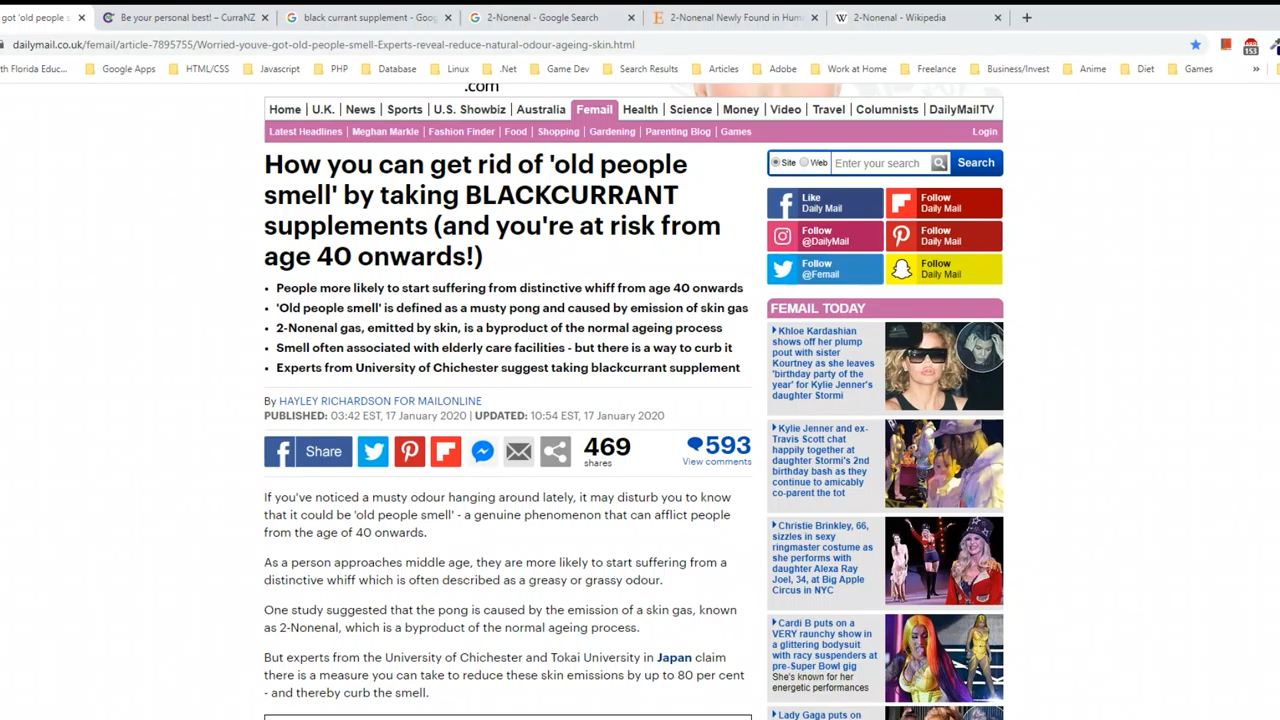 got 'old people s
Be your personal best! – CurraNZ
black currant supplement - Goog
2-Nonenal - Google Search
2-Nonenal Newly Found in Hum
2-Nonenal - Wikipedia
dailymail.co.uk/femail/article-7895755/Worried-youve-got-old-people-smell-Experts-reveal-reduce-natural-odour-ageing-skin.html
153
th Florida Educ...
Google Apps
HTML/CSS
Javascript
PHP
Database
Linux
.Net
Game Dev
Search Results
Articles
Adobe
Work at Home
Freelance
Business/Invest
Anime
Diet
Games
.com
Home | U.K. | News | Sports | U.S. Showbiz | Australia | Femail | Health | Science | Money | Video | Travel | Columnists | DailyMailTV
Latest Headlines | Meghan Markle | Fashion Finder | Food | Shopping | Gardening | Parenting Blog | Games
Login
How you can get rid of 'old people
smell' by taking BLACKCURRANT
supplements (and you're at risk from
age 40 onwards!)
• People more likely to start suffering from distinctive whiff from age 40 onwards
• 'Old people smell' is defined as a musty pong and caused by emission of skin gas
• 2-Nonenal gas, emitted by skin, is a byproduct of the normal ageing process
• Smell often associated with elderly care facilities - but there is a way to curb it
• Experts from University of Chichester suggest taking blackcurrant supplement
By HAYLEY RICHARDSON FOR MAILONLINE
PUBLISHED: 03:42 EST, 17 January 2020 | UPDATED: 10:54 EST, 17 January 2020
Share
469
shares
593
View comments
If you've noticed a musty odour hanging around lately, it may disturb you to know
that it could be 'old people smell' - a genuine phenomenon that can afflict people
from the age of 40 onwards.
As a person approaches middle age, they are more likely to start suffering from a
distinctive whiff which is often described as a greasy or grassy odour.
One study suggested that the pong is caused by the emission of a skin gas, known
as 2-Nonenal, which is a byproduct of the normal ageing process.
But experts from the University of Chichester and Tokai University in Japan claim
there is a measure you can take to reduce these skin emissions by up to 80 per cent
- and thereby curb the smell.
Site Web Enter your search Search
Like
Daily Mail
Follow
Daily Mail
Follow
@DailyMail
Follow
Daily Mail
Follow
@Femail
Follow
Daily Mail
FEMAIL TODAY
Khloe Kardashian
shows off her plump
pout with sister
Kourtney as she leaves
'birthday party of the
year' for Kylie Jenner's
daughter Stormi
Kylie Jenner and ex-
Travis Scott chat
happily together at
daughter Stormi's 2nd
birthday bash as they
continue to amicably
co-parent the tot
Christie Brinkley, 66,
sizzles in sexy
ringmaster costume as
she performs with
daughter Alexa Ray
Joel, 34, at Big Apple
Circus in NYC
Cardi B puts on a
VERY raunchy show in
a glittering bodysuit
with racy suspenders at
pre-Super Bowl gig
She's known for her
energetic performances
Lady Gaga puts on